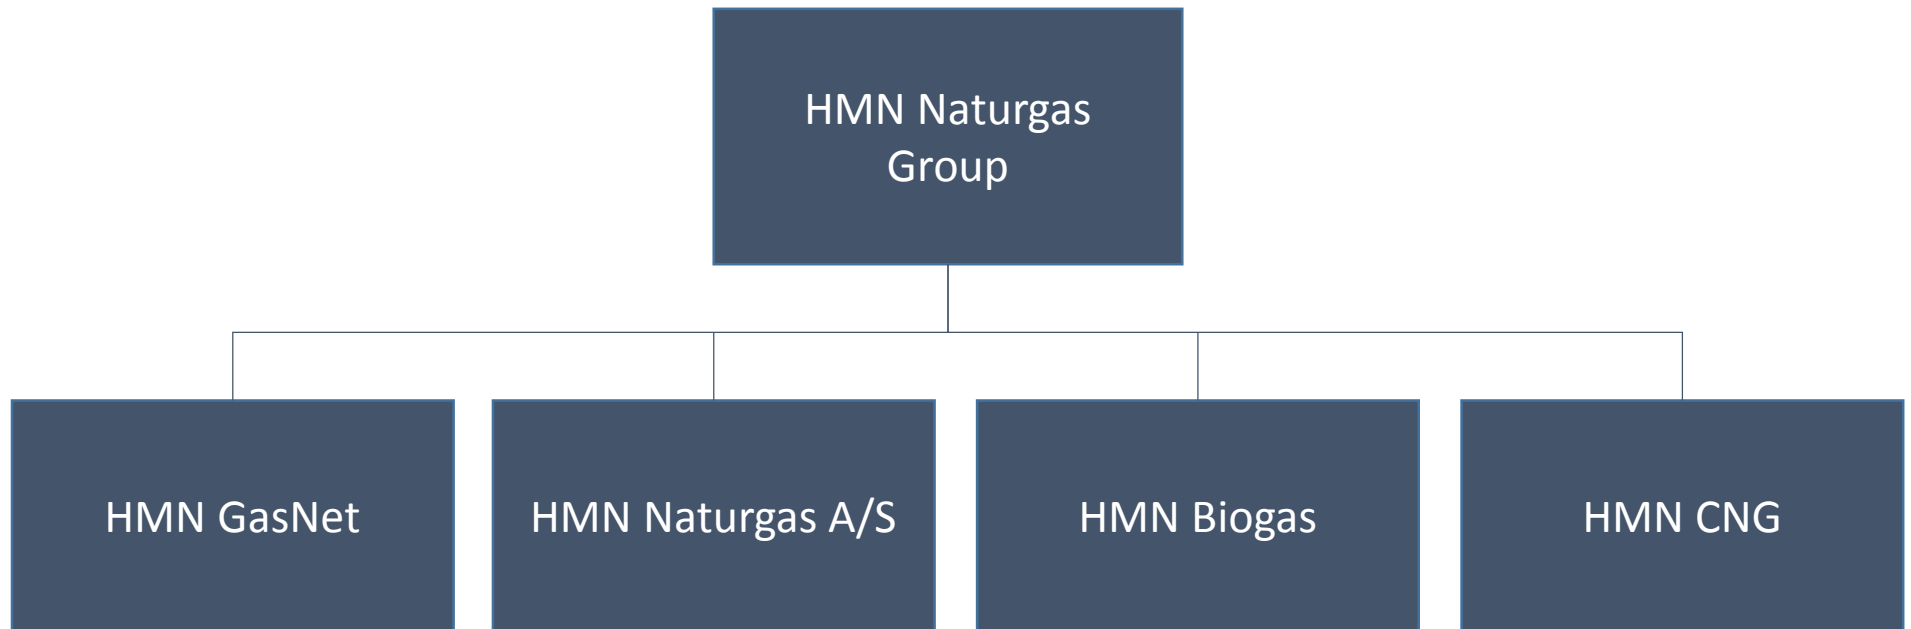 HMN Naturgas
Group
HMN GasNet
HMN Naturgas A/S
HMN Biogas
HMN CNG